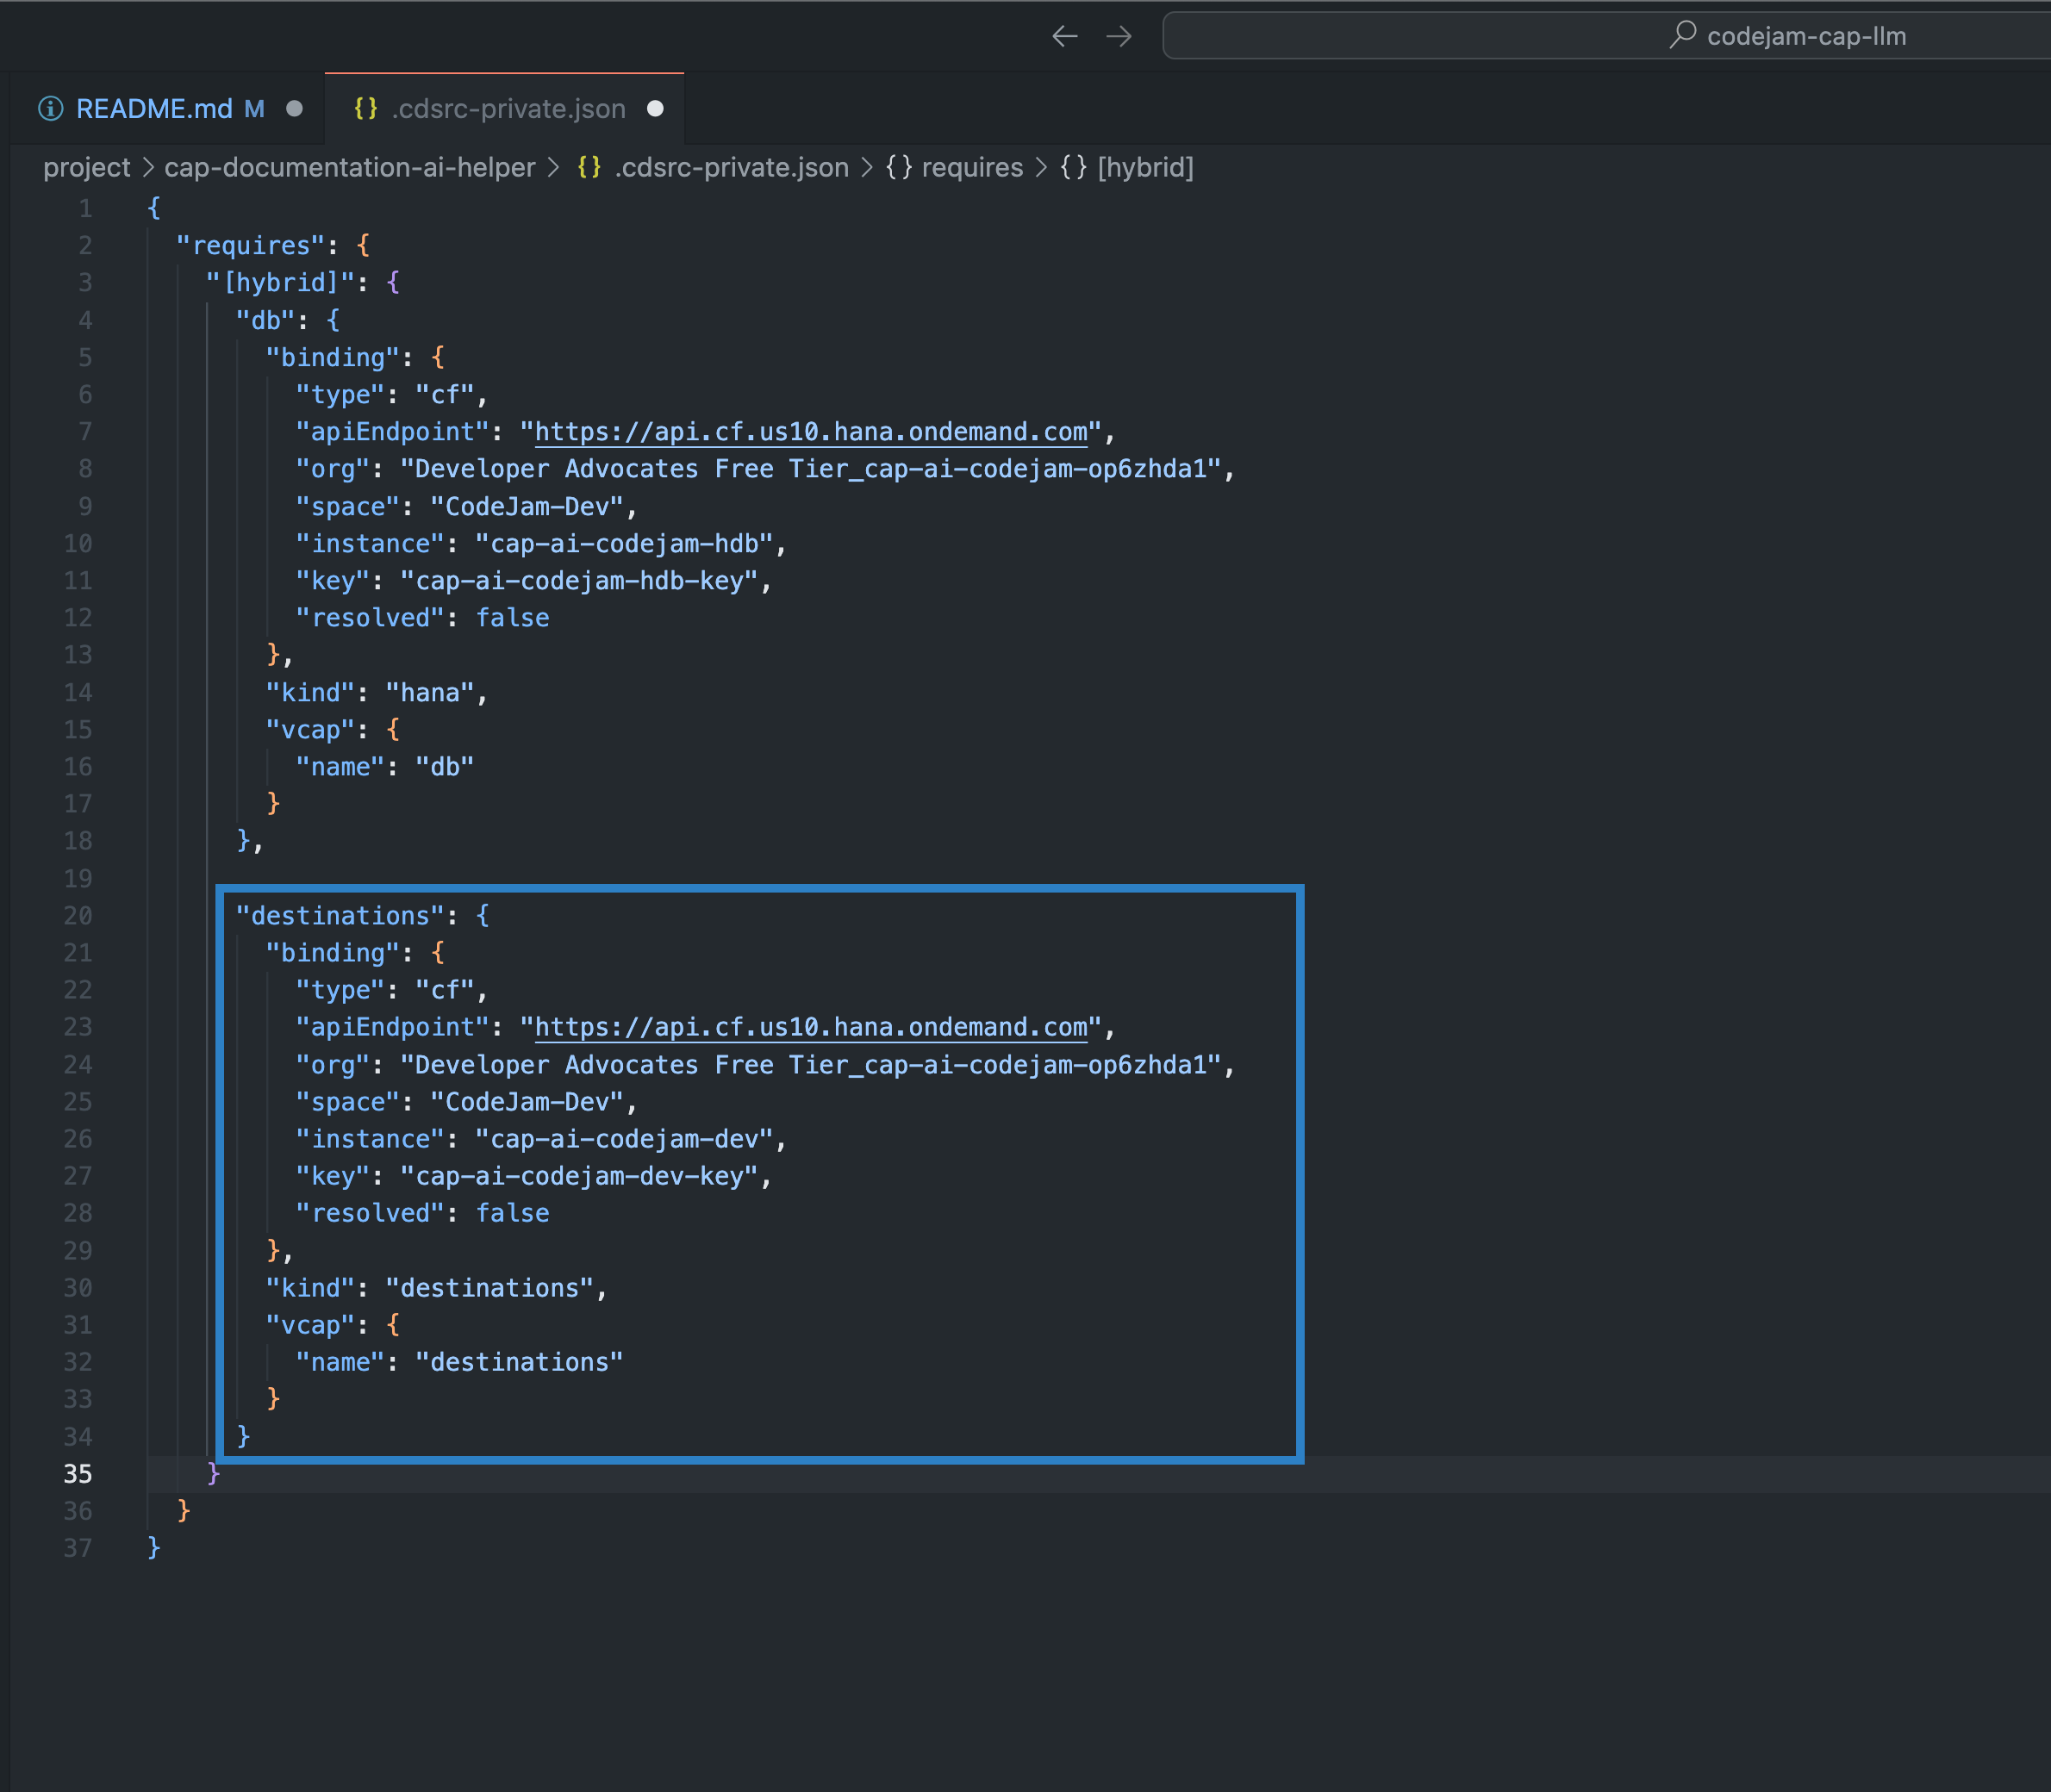 codejam-cap-llm
README.md M
{} .cdsrc-private.json
project > cap-documentation-ai-helper > {} .cdsrc-private.json > {} requires > {} [hybrid]
1 {
2 "requires": {
3 "[hybrid]": {
4 "db": {
5 "binding": {
6 "type": "cf",
7 "apiEndpoint": "https://api.cf.us10.hana.ondemand.com",
8 "org": "Developer Advocates Free Tier_cap-ai-codejam-op6zhda1",
9 "space": "CodeJam-Dev",
10 "instance": "cap-ai-codejam-hdb",
11 "key": "cap-ai-codejam-hdb-key",
12 "resolved": false
13 },
14 "kind": "hana",
15 "vcap": {
16 "name": "db"
17 }
18 },
19
20 "destinations": {
21 "binding": {
22 "type": "cf",
23 "apiEndpoint": "https://api.cf.us10.hana.ondemand.com",
24 "org": "Developer Advocates Free Tier_cap-ai-codejam-op6zhda1",
25 "space": "CodeJam-Dev",
26 "instance": "cap-ai-codejam-dev",
27 "key": "cap-ai-codejam-dev-key",
28 "resolved": false
29 },
30 "kind": "destinations",
31 "vcap": {
32 "name": "destinations"
33 }
34 }
35 }
36 }
37 }